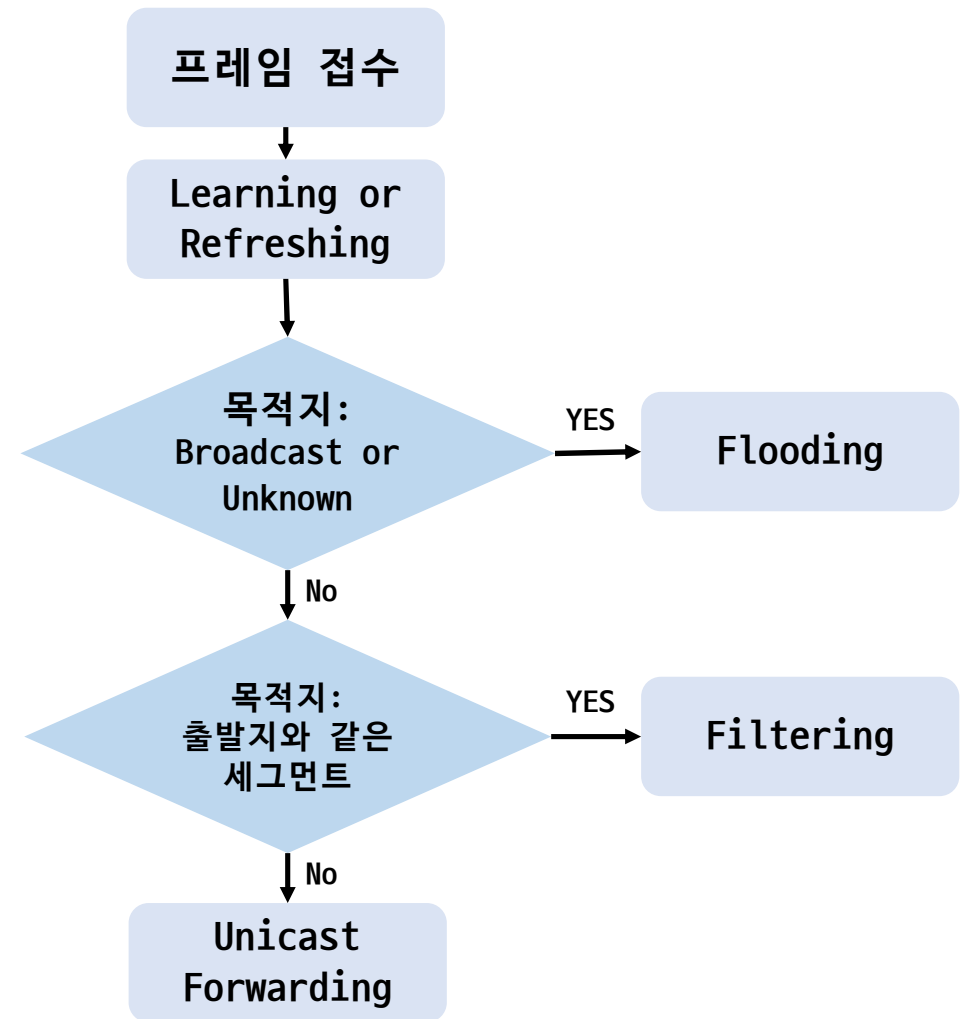 프레임 접수
Learning or
Refreshing
목적지:
Broadcast or
Unknown
YES
Flooding
No
목적지:
출발지와 같은
세그먼트
YES
Filtering
No
Unicast
Forwarding